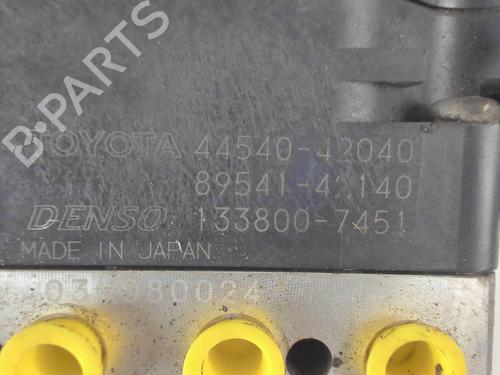 TOYOTA 44540-42040
89541-42140
DENSO 133800-7451
MADE IN JAPAN
B-PARTS